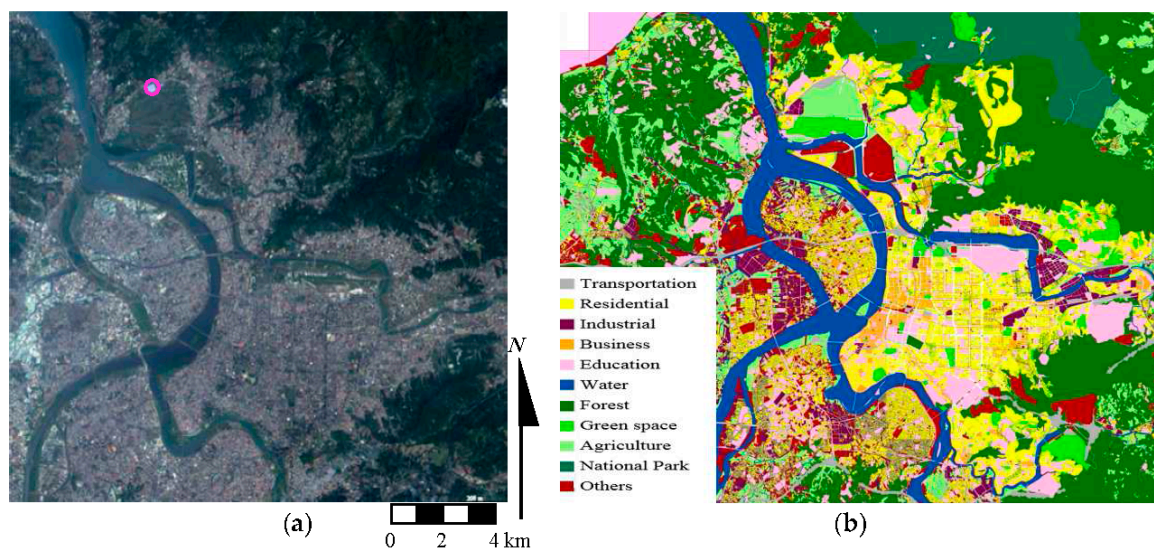 Transportation
Residential
Industrial
Business
Education
Water
Forest
Green space
Agriculture
National Park
Others
N
0 2 4 km
(a)
(b)